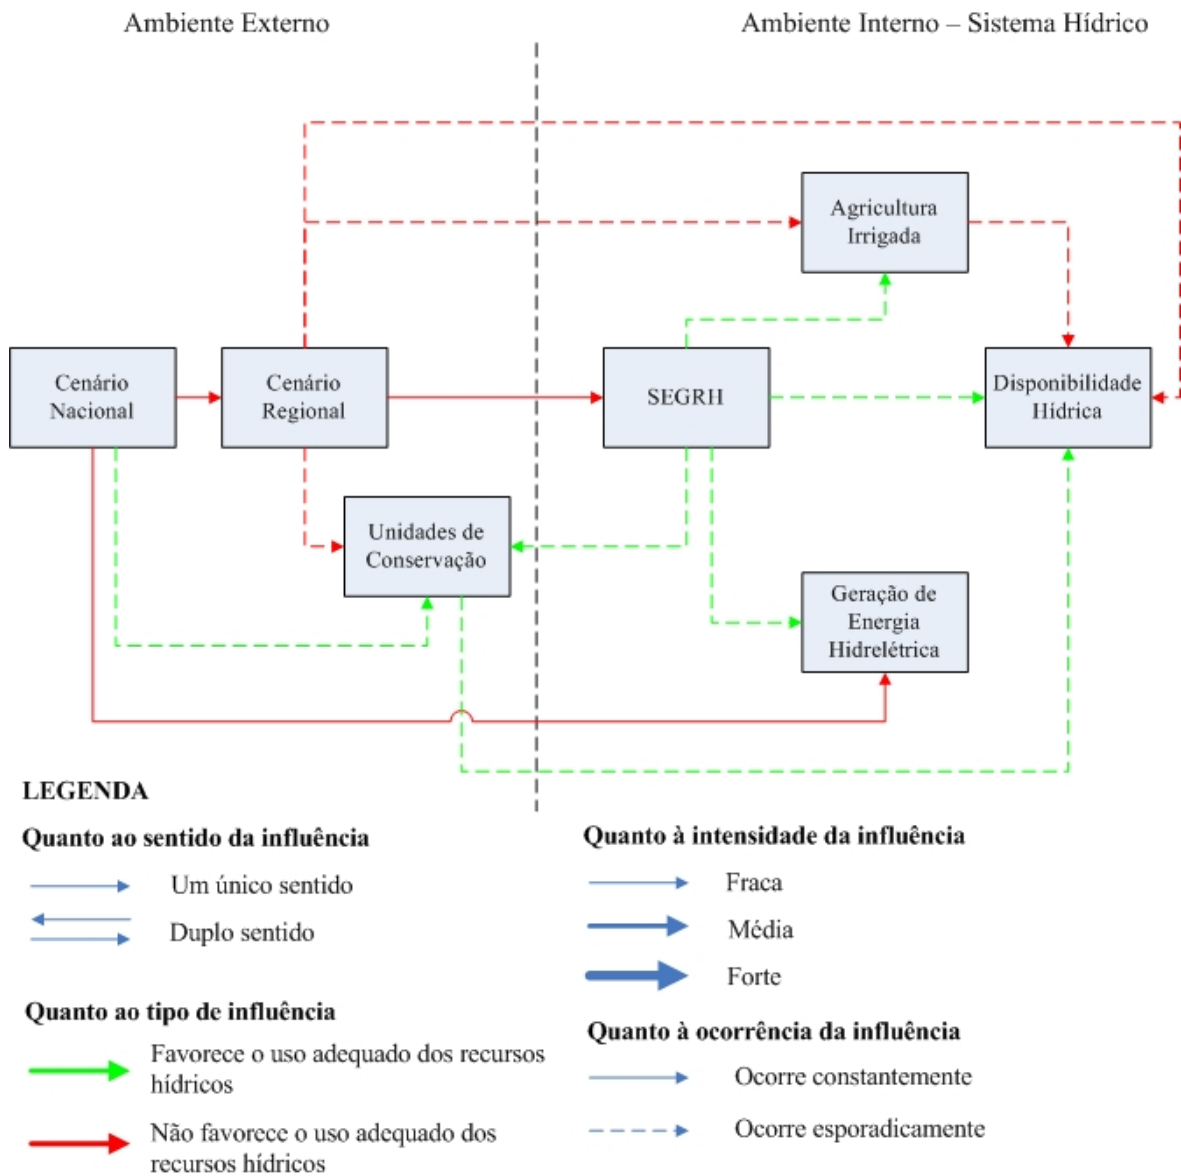 Ambiente Externo
Ambiente Interno – Sistema Hídrico
Agricultura
Irrigada
Cenário
Nacional
Cenário
Regional
SEGRH
Disponibilidade
Hídrica
Unidades de
Conservação
Geração de
Energia
Hidrelétrica
LEGENDA
Quanto ao sentido da influência
Um único sentido
Duplo sentido
Quanto ao tipo de influência
Favorece o uso adequado dos recursos
hídricos
Não favorece o uso adequado dos
recursos hídricos
Quanto à intensidade da influência
Fraca
Média
Forte
Quanto à ocorrência da influência
Ocorre constantemente
Ocorre esporadicamente